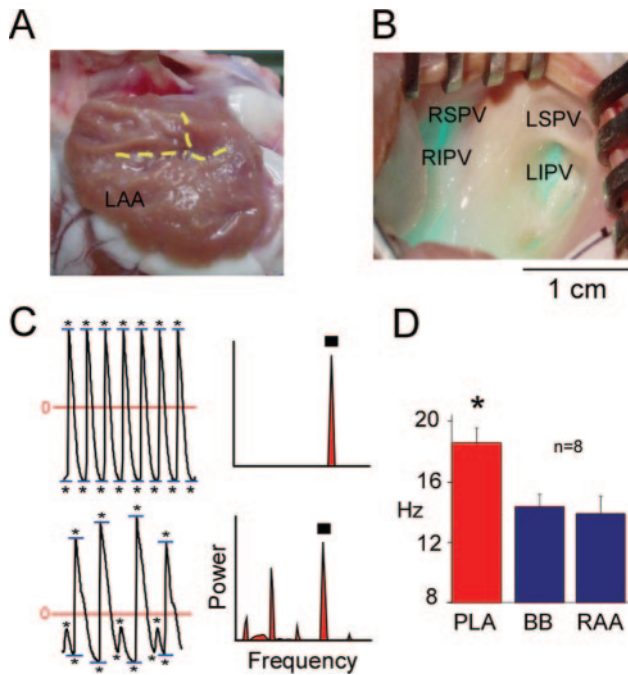 A
B
LAA
RSPV
LSPV
RIPV
LIPV
1 cm
C
D
* * * * * * *
0
* * * * * * * *
* * * *
0
* * *
* * * * *
Power
Frequency
20
*
n=8
16
Hz
12
8
PLA
BB
RAA